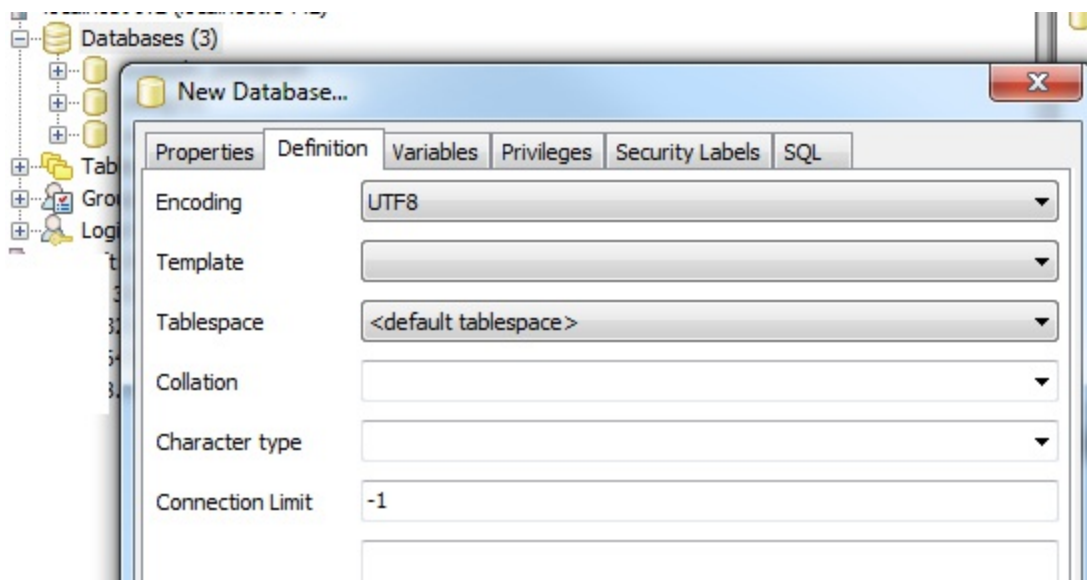 Databases (3)
New Database...
Properties Definition Variables Privileges Security Labels SQL
Tab
Encoding UTF8
Template
Tablespace <default tablespace>
Collation
Character type
Connection Limit -1